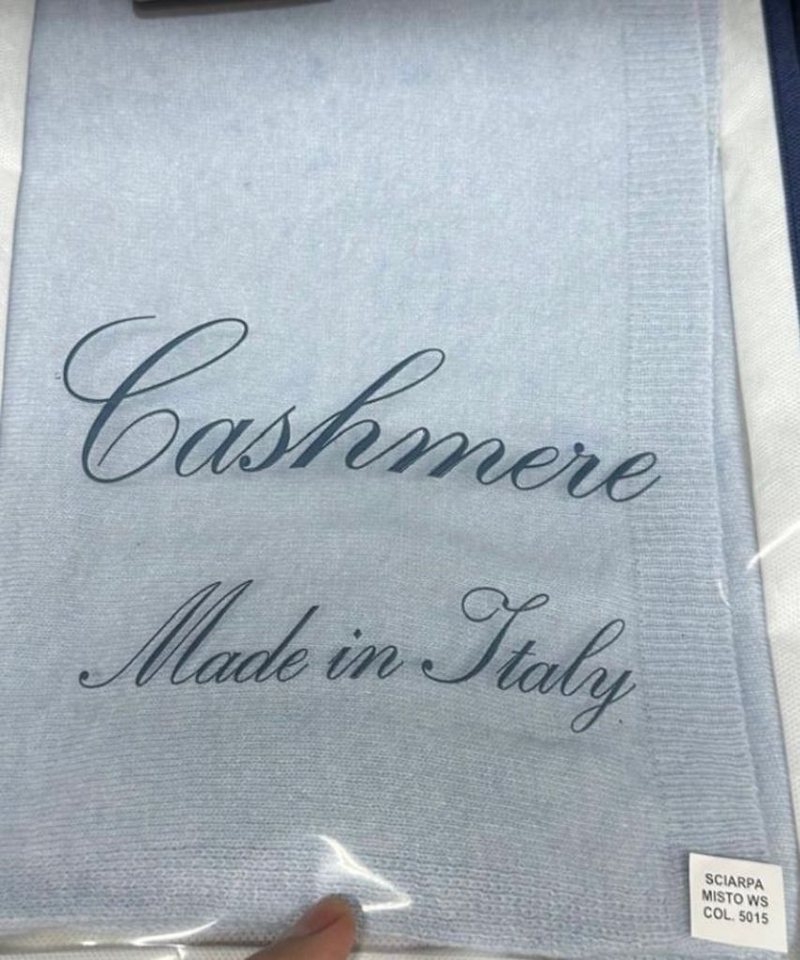 Cashmere
Made in Italy
SCIARPA
MISTO WS
COL. 5015